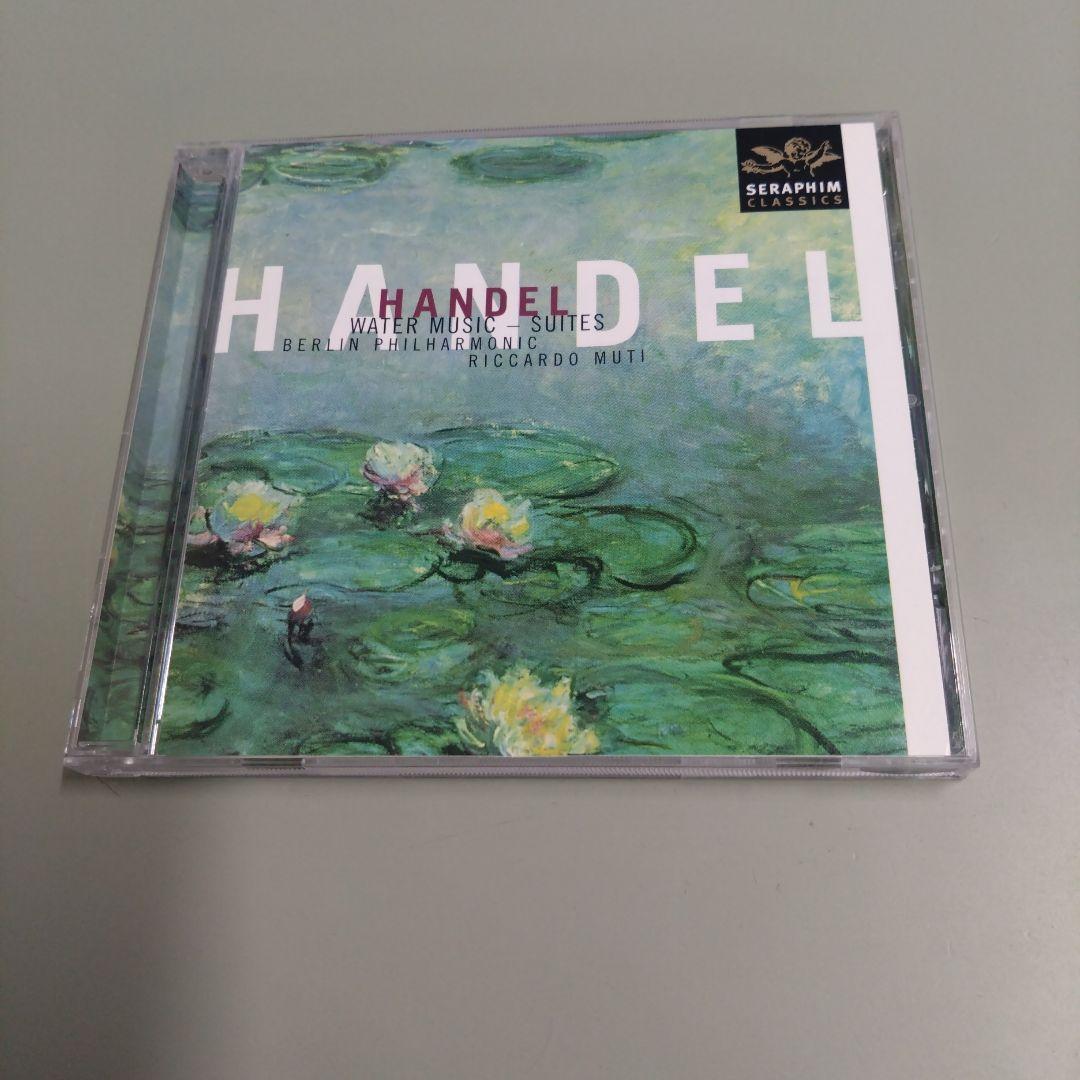 SERAPHIM
CLASSICS
HANDEL
HANDEL
WATER MUSIC – SUITES
BERLIN PHILHARMONIC
RICCARDO MUTI